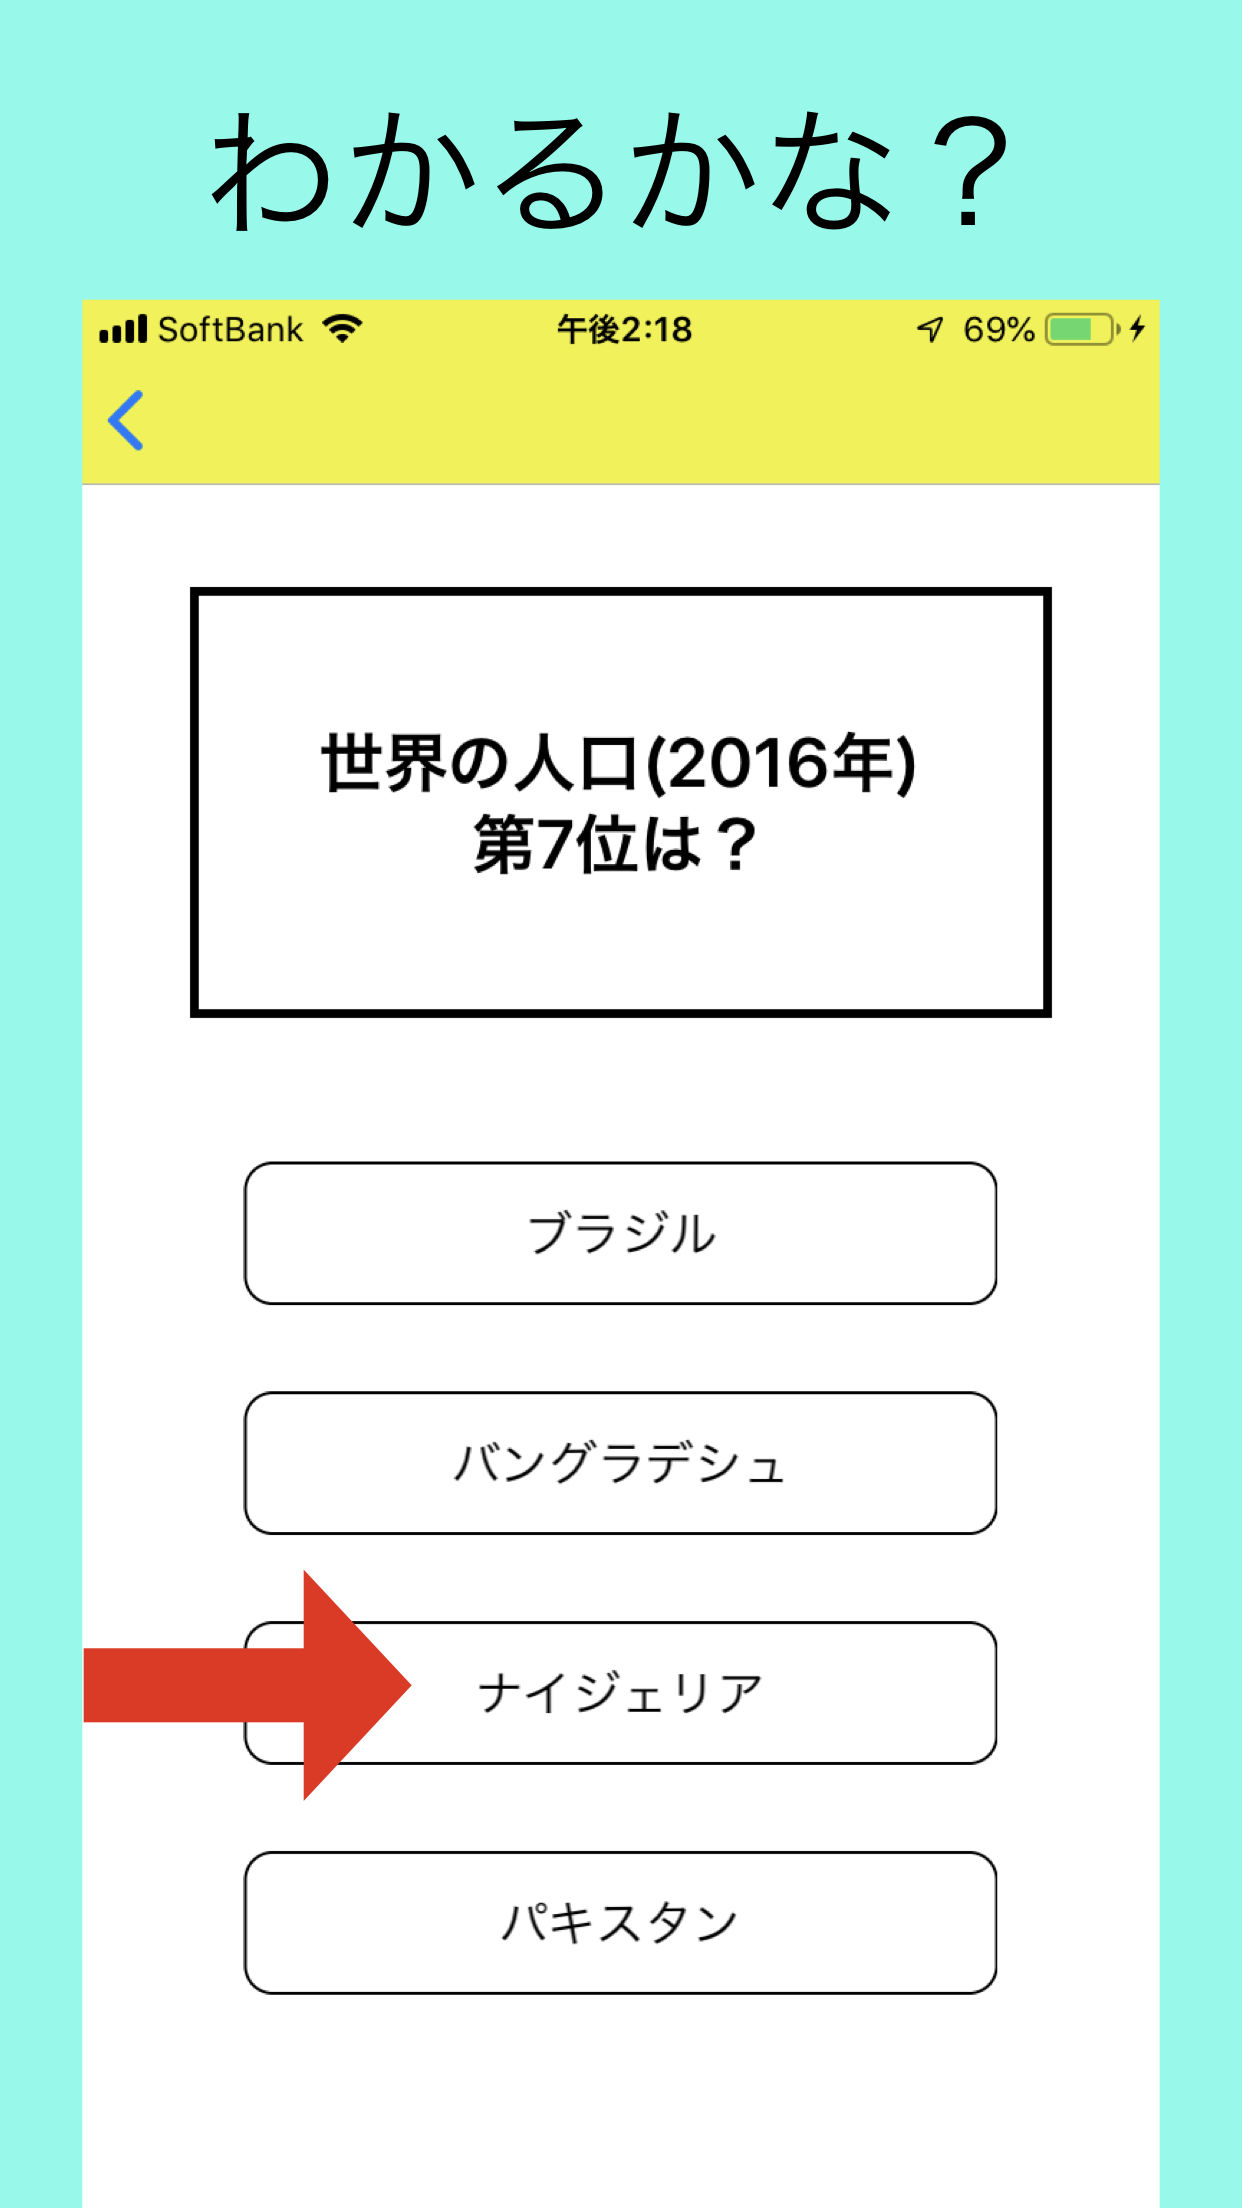 わかるかな？
SoftBank 午後2:18 69%
世界の人口(2016年)
第7位は？
ブラジル
バングラデシュ
ナイジェリア
パキスタン